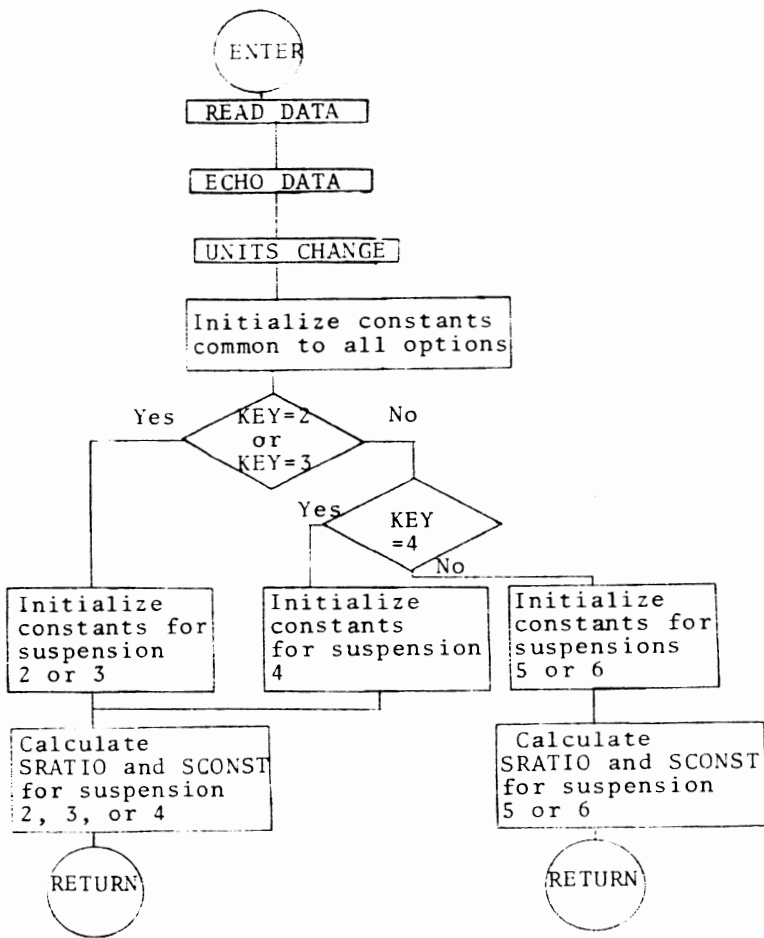 ENTER
READ DATA
ECHO DATA
UNITS CHANGE
Initialize constants
common to all options
Yes
KEY=2
or
KEY=3
No
Yes
KEY
=4
No
Initialize
constants for
suspension
2 or 3
Initialize
constants
for suspension
4
Initialize
constants for
suspensions
5 or 6
Calculate
SRATIO and SCONST
for suspension
2, 3, or 4
Calculate
SRATIO and SCONST
for suspension
5 or 6
RETURN
RETURN